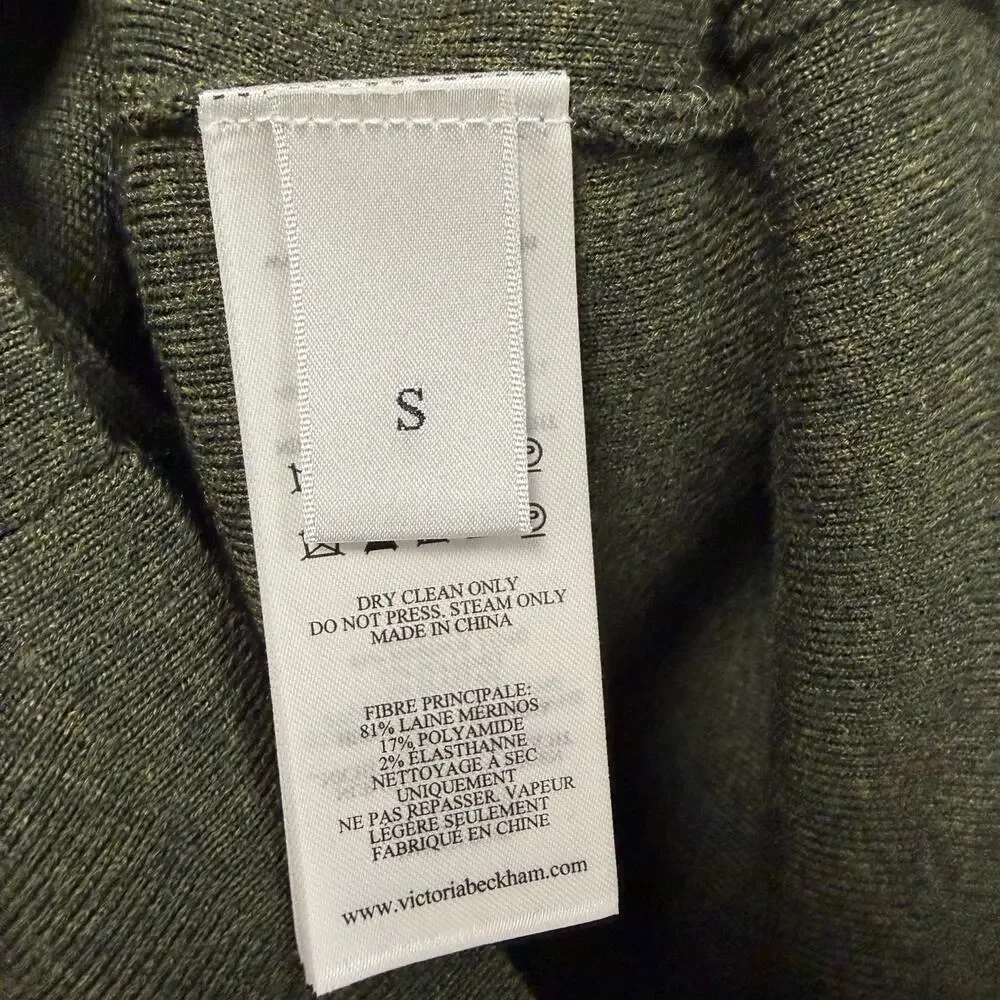 S
DRY CLEAN ONLY
DO NOT PRESS. STEAM ONLY
MADE IN CHINA
FIBRE PRINCIPALE:
81% LAINE MÉRINOS
17% POLYAMIDE
2% ÉLASTHANNE
NETTOYAGE À SEC
UNIQUEMENT
NE PAS REPASSER. VAPEUR
LÉGÈRE SEULEMENT
FABRIQUÉ EN CHINE
www.victoriabeckham.com